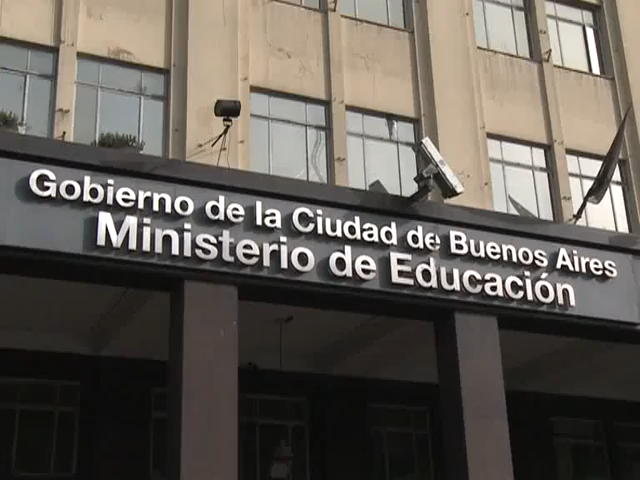 Gobierno de la Ciudad de Buenos Aires
Ministerio de Educación